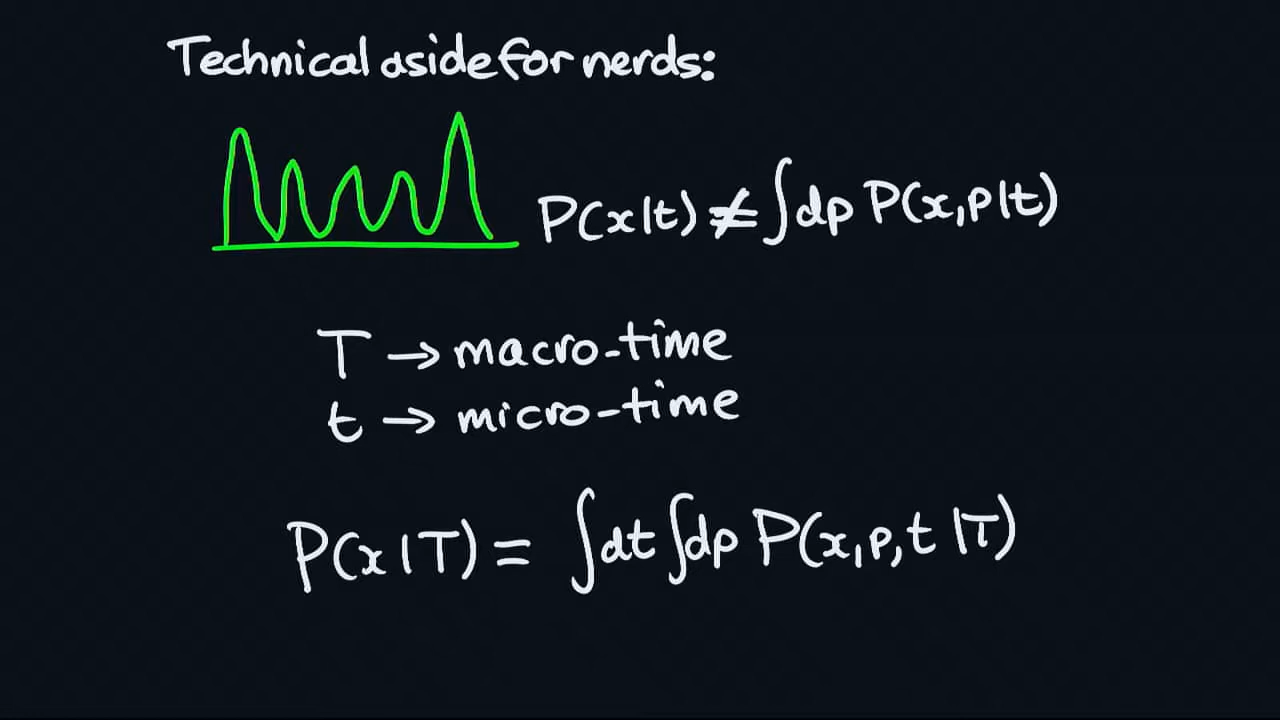 Technical aside for nerds:
P(x|t) ≠ ∫dp P(x,p|t)
T → macro-time
t → micro-time
P(x|T) = ∫dt ∫dp P(x,p,t|T)